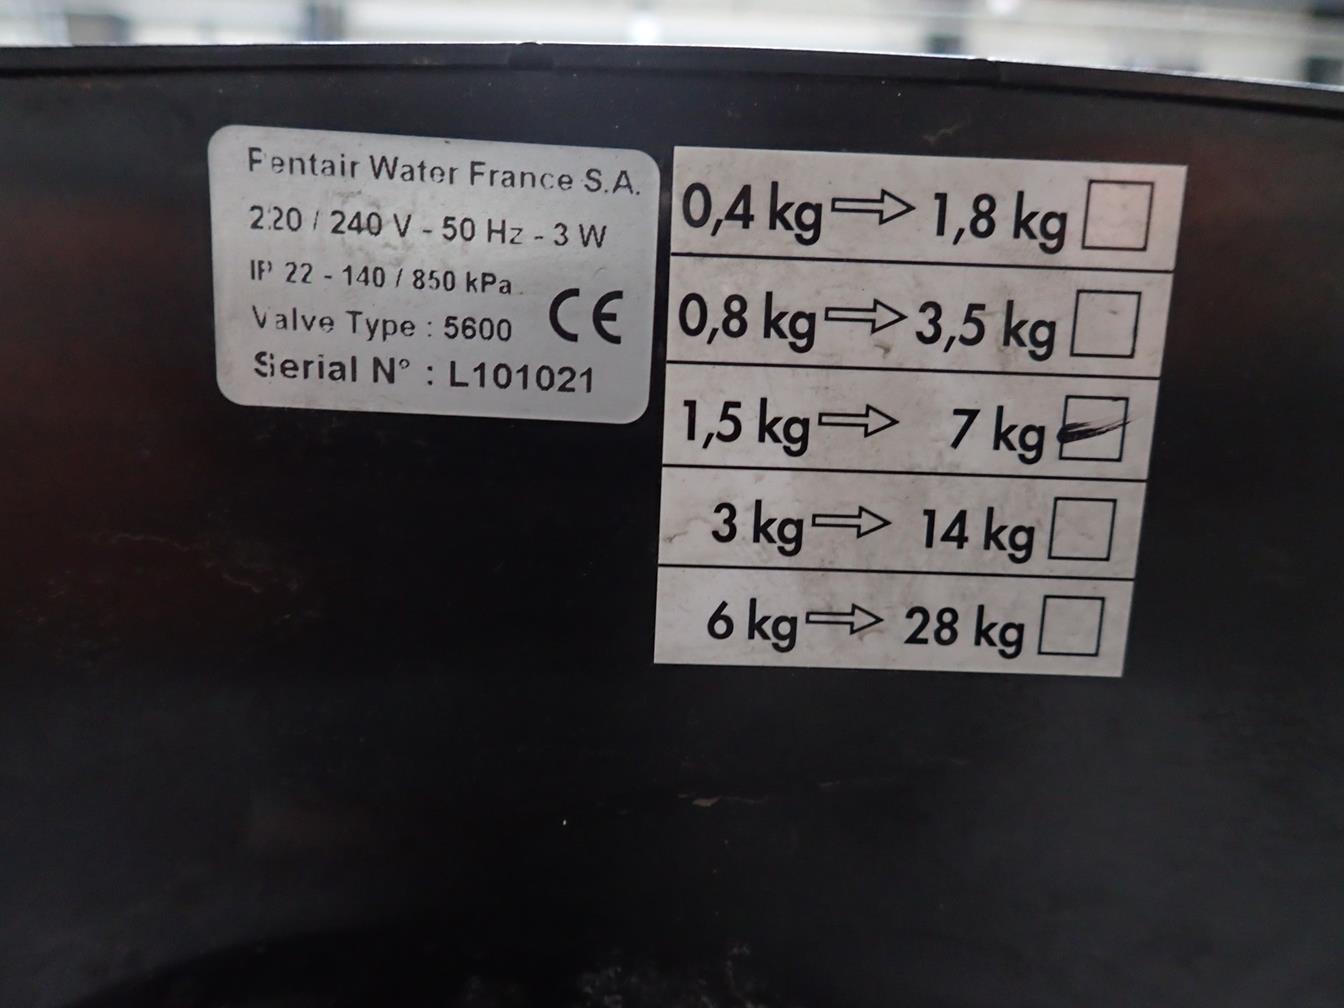 Pentair Water France S.A.
220 / 240 V - 50 Hz - 3 W
IP 22 - 140 / 850 kPa
Valve Type : 5600
CE
Serial N° : L101021
0,4 kg ⇒ 1,8 kg
0,8 kg ⇒ 3,5 kg
1,5 kg ⇒ 7 kg
3 kg ⇒ 14 kg
6 kg ⇒ 28 kg